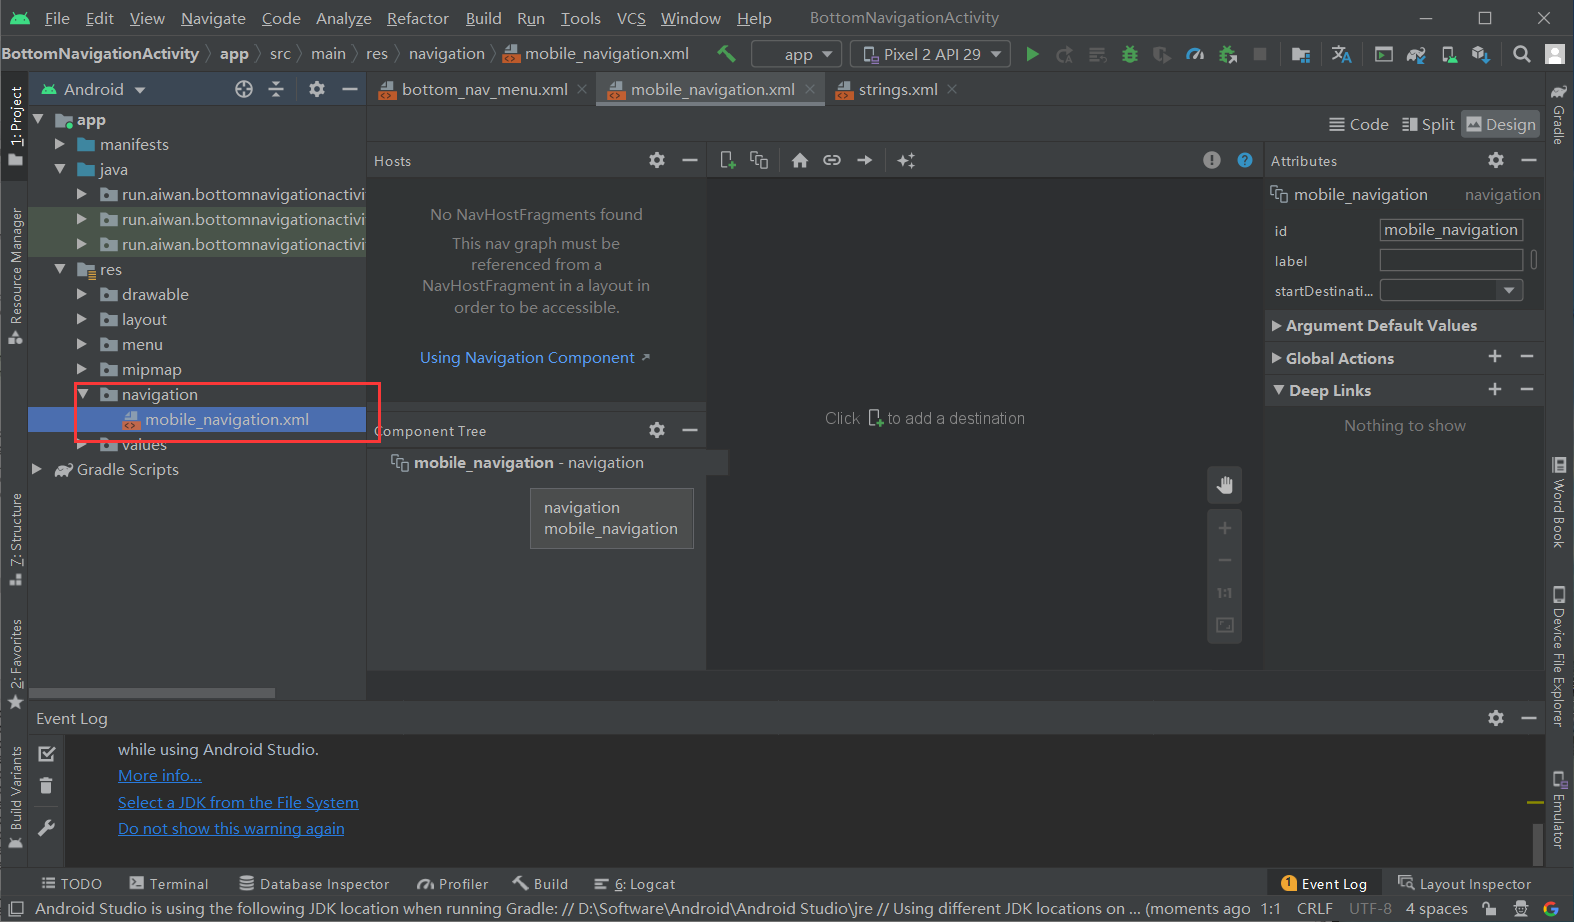 File Edit View Navigate Code Analyze Refactor Build Run Tools VCS Window Help BottomNavigationActivity
BottomNavigationActivity app src main res navigation mobile_navigation.xml app Pixel 2 API 29
1: Project
Resource Manager
7: Structure
2: Favorites
Build Variants
Android
app
manifests
java
run.aiwan.bottomnavigationactivi
run.aiwan.bottomnavigationactivi
run.aiwan.bottomnavigationactivi
res
drawable
layout
menu
mipmap
navigation
mobile_navigation.xml
values
Gradle Scripts
bottom_nav_menu.xml mobile_navigation.xml strings.xml
Code Split Design
Hosts
No NavHostFragments found
This nav graph must be
referenced from a
NavHostFragment in a layout in
order to be accessible.
Using Navigation Component
Component Tree
mobile_navigation - navigation
navigation
mobile_navigation
Click to add a destination
1:1
Attributes
mobile_navigation navigation
id mobile_navigation
label
startDestinati...
Argument Default Values
Global Actions
Deep Links
Nothing to show
Gradle
Word Book
Device File Explorer
Emulator
Event Log
while using Android Studio.
More info...
Select a JDK from the File System
Do not show this warning again
TODO Terminal Database Inspector Profiler Build 6: Logcat 1 Event Log Layout Inspector
Android Studio is using the following JDK location when running Gradle: // D:\Software\Android\Android Studio\jre // Using different JDK locations on ... (moments ago 1:1 CRLF UTF-8 4 spaces